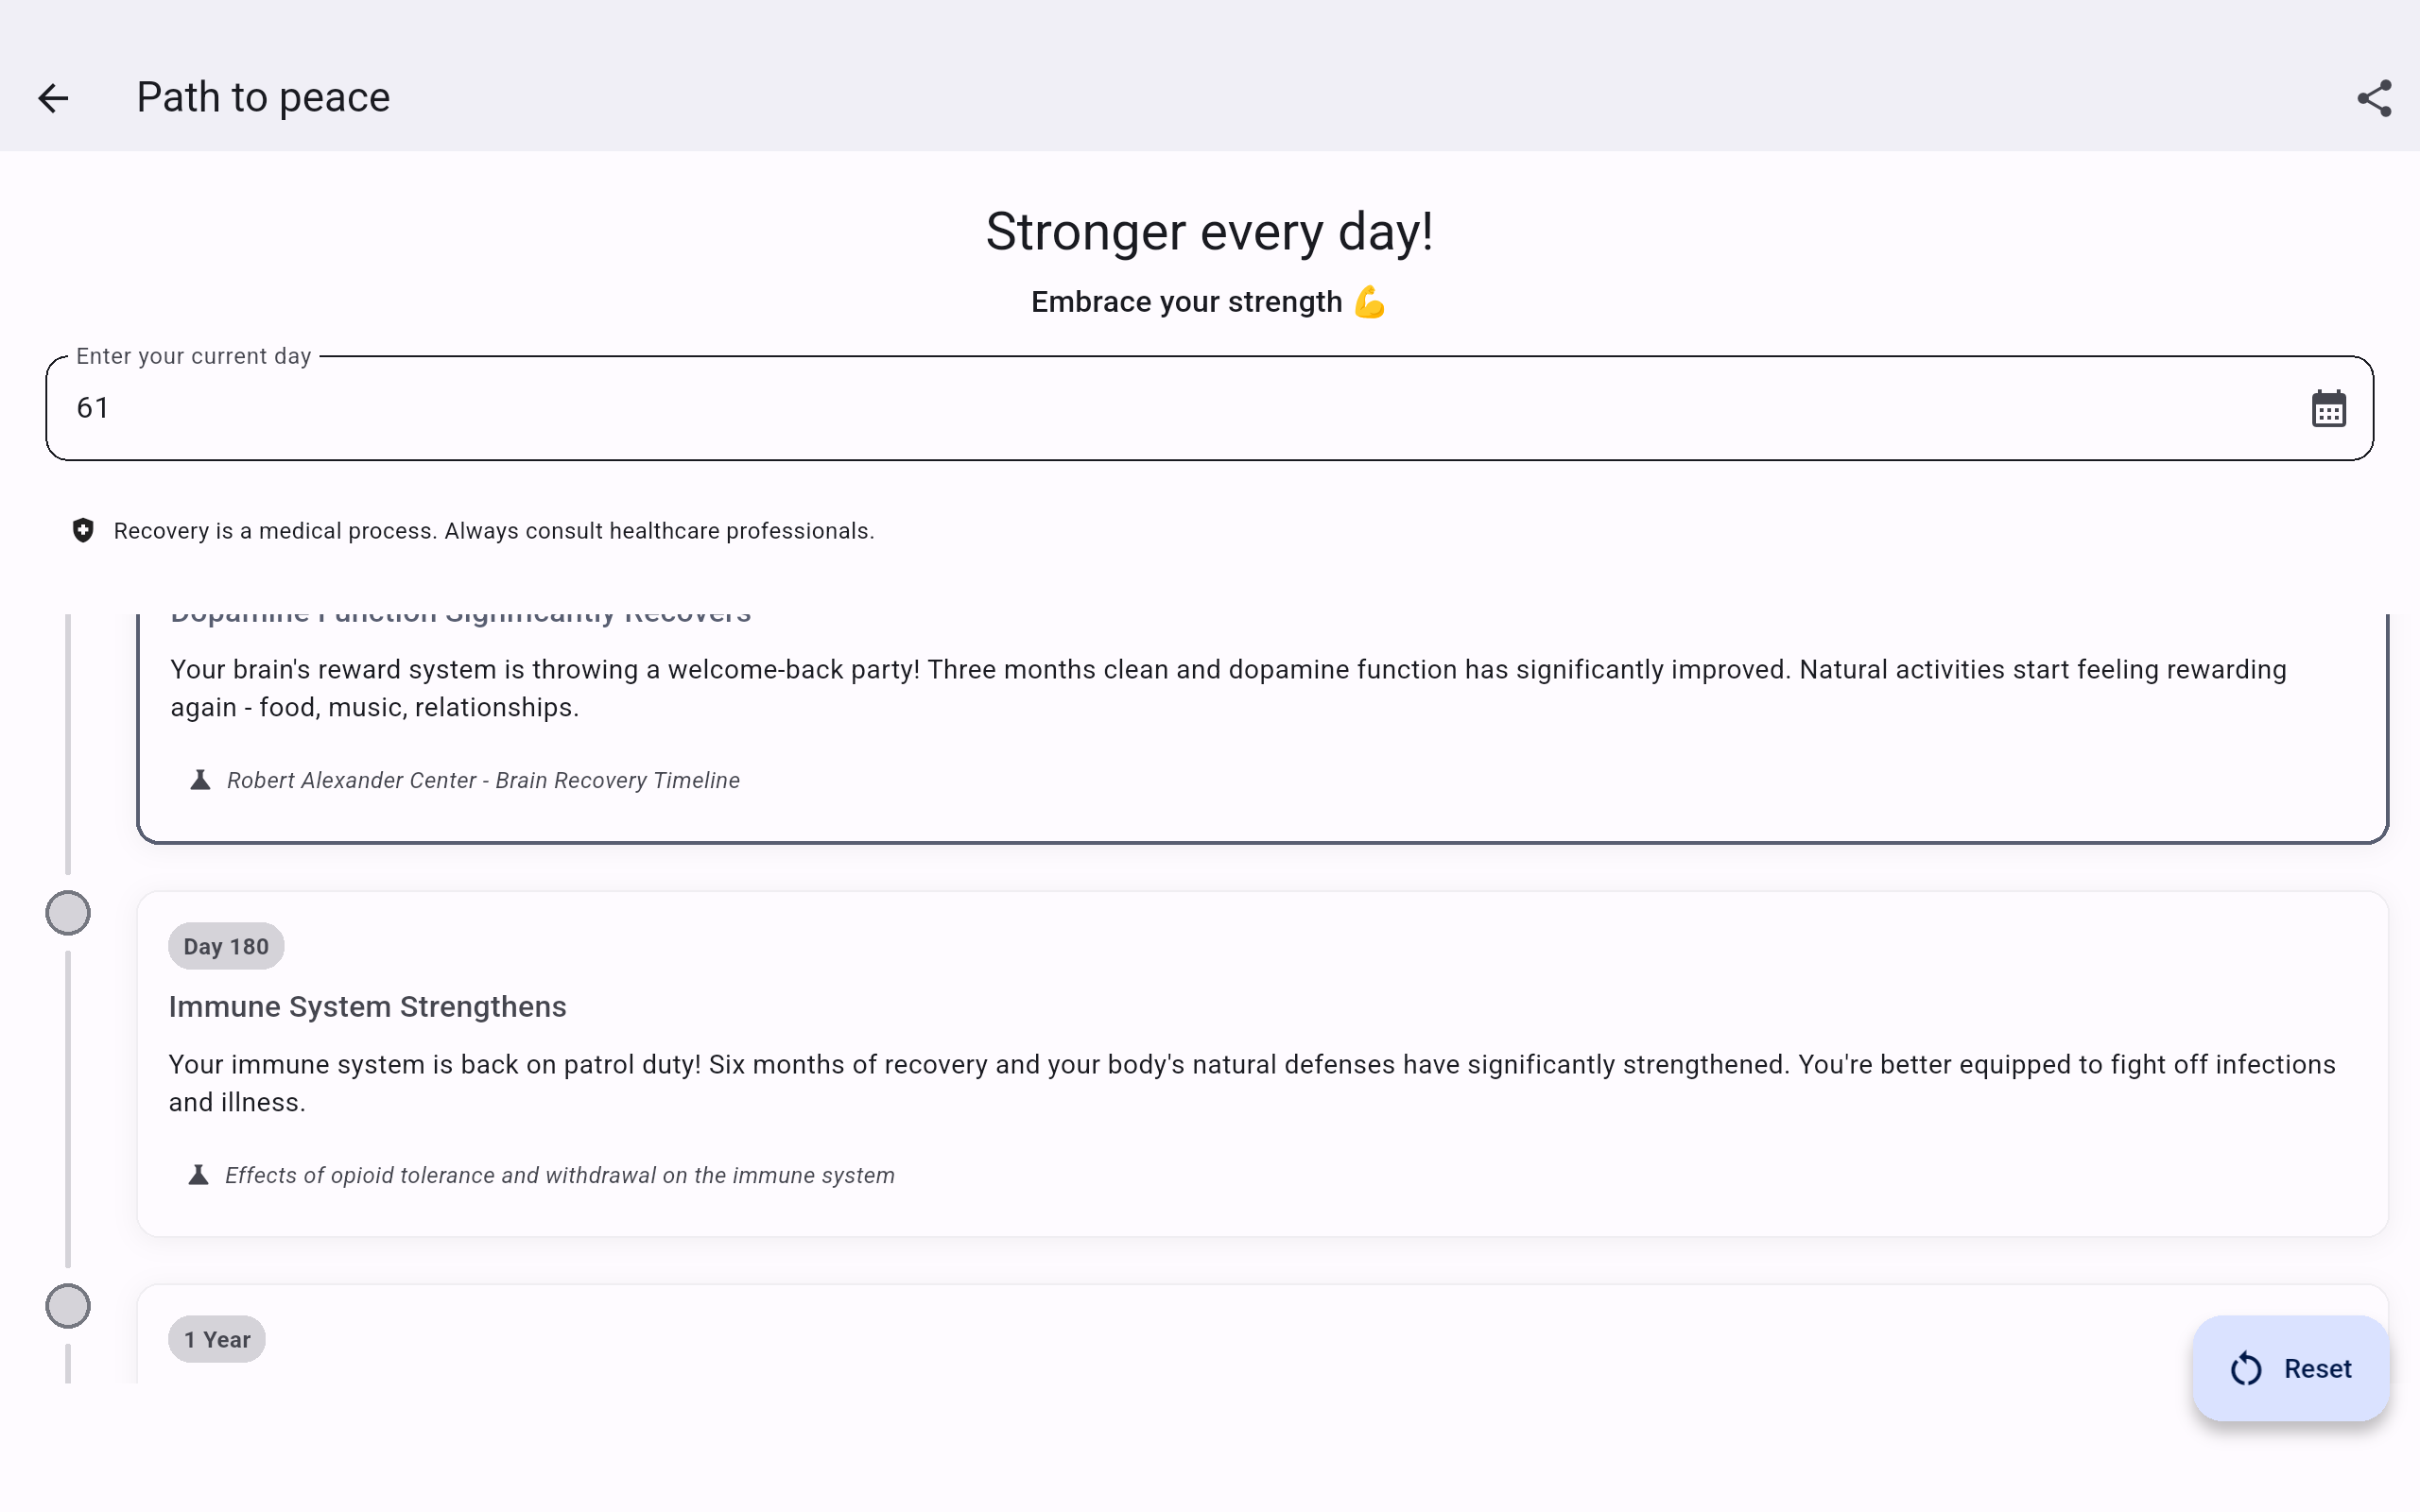 Path to peace
Stronger every day!
Embrace your strength 💪
Enter your current day
61
Recovery is a medical process. Always consult healthcare professionals.
Dopamine Function Significantly Recovers
Your brain's reward system is throwing a welcome-back party! Three months clean and dopamine function has significantly improved. Natural activities start feeling rewarding
again - food, music, relationships.
Robert Alexander Center - Brain Recovery Timeline
Day 180
Immune System Strengthens
Your immune system is back on patrol duty! Six months of recovery and your body's natural defenses have significantly strengthened. You're better equipped to fight off infections
and illness.
Effects of opioid tolerance and withdrawal on the immune system
1 Year
Reset